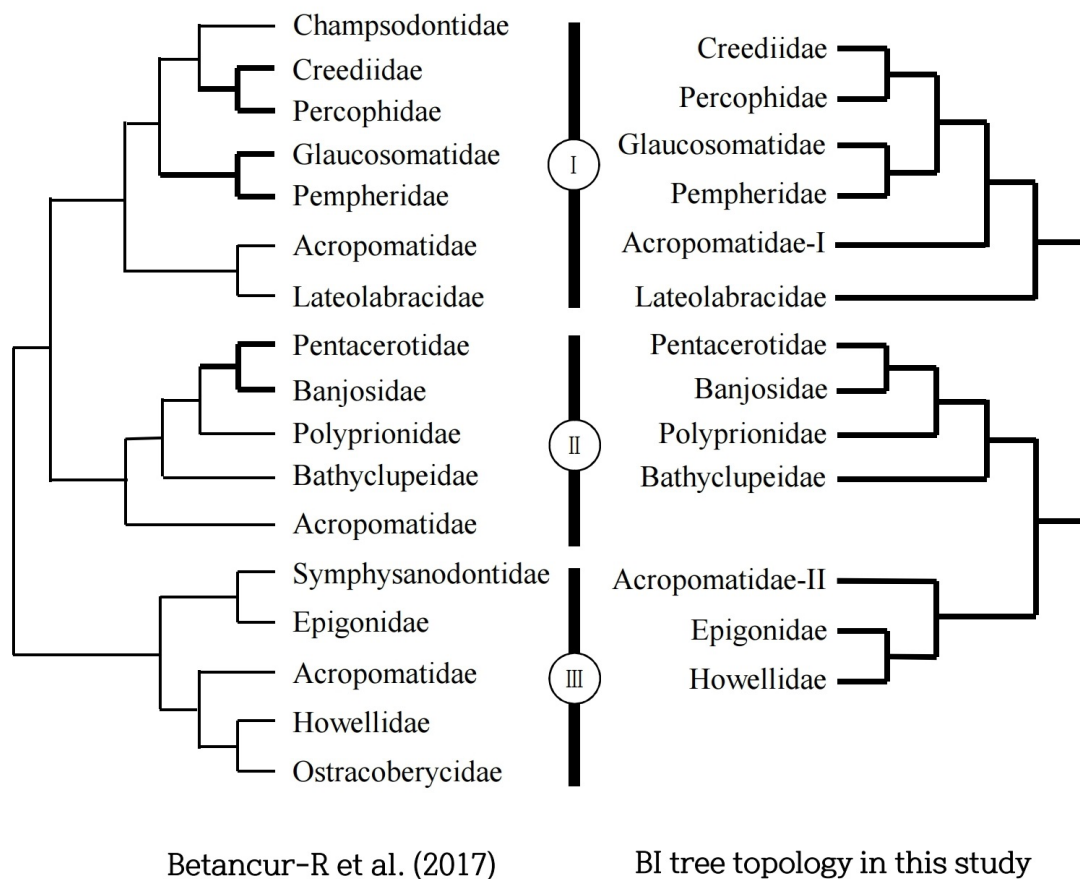 Champsodontidae
Creediidae
Percophidae
Glaucosomatidae
Pempheridae
Acropomatidae
Lateolabracidae
Pentacerotidae
Banjosidae
Polyprionidae
Bathyclupeidae
Acropomatidae
Symphysanodontidae
Epigonidae
Acropomatidae
Howellidae
Ostracoberycidae
Betancur-R et al. (2017)
I
II
III
Creediidae
Percophidae
Glaucosomatidae
Pempheridae
Acropomatidae-I
Lateolabracidae
Pentacerotidae
Banjosidae
Polyprionidae
Bathyclupeidae
Acropomatidae-II
Epigonidae
Howellidae
BI tree topology in this study